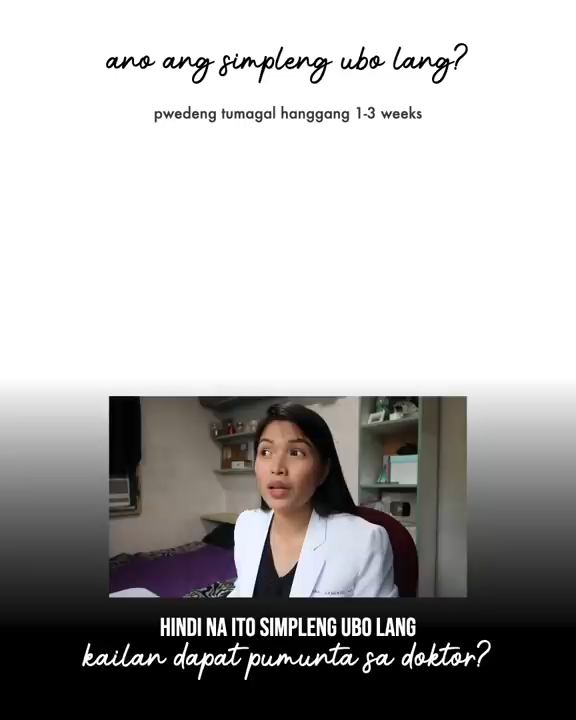 ano ang simpleng ubo lang?
pwedeng tumagal hanggang 1-3 weeks
HINDI NA ITO SIMPLENG UBO LANG
kailan dapat pumunta sa doktor?